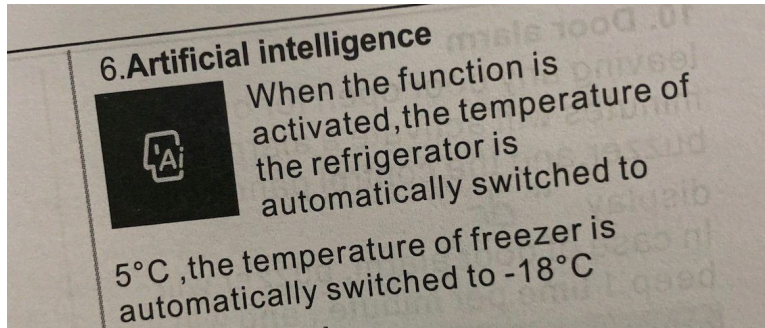 6.Artificial intelligence
Ai
When the function is
activated,the temperature of
the refrigerator is
automatically switched to
5°C ,the temperature of freezer is
automatically switched to -18°C